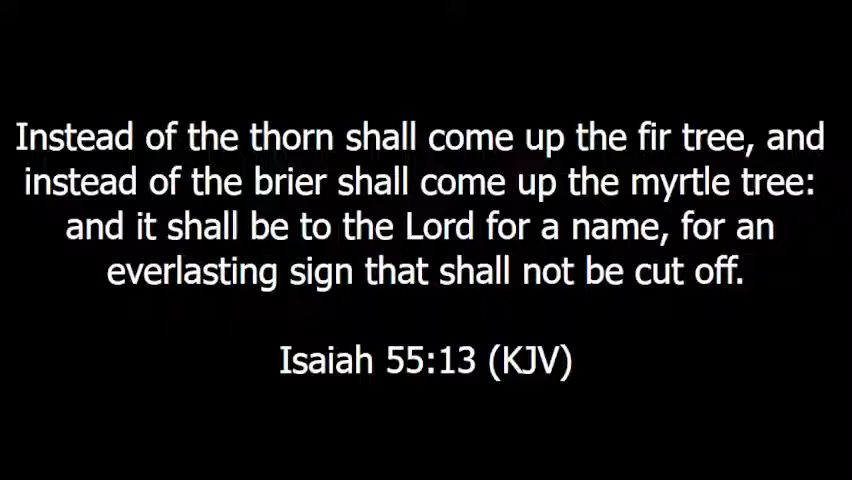 Instead of the thorn shall come up the fir tree, and
instead of the brier shall come up the myrtle tree:
and it shall be to the Lord for a name, for an
everlasting sign that shall not be cut off.
Isaiah 55:13 (KJV)